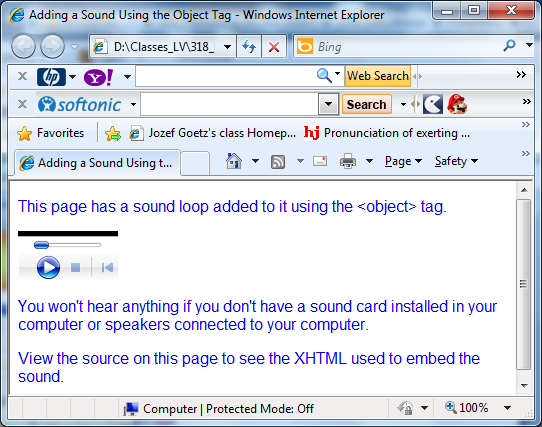 Adding a Sound Using the Object Tag - Windows Internet Explorer
D:\Classes_LV\318_ Bing
hp Y! Web Search »
softonic Search »
Favorites Jozef Goetz's class Homep... hj Pronunciation of exerting ... »
Adding a Sound Using t... Page Safety »
This page has a sound loop added to it using the <object> tag.
You won't hear anything if you don't have a sound card installed in your
computer or speakers connected to your computer.
View the source on this page to see the XHTML used to embed the
sound.
Computer | Protected Mode: Off 100%